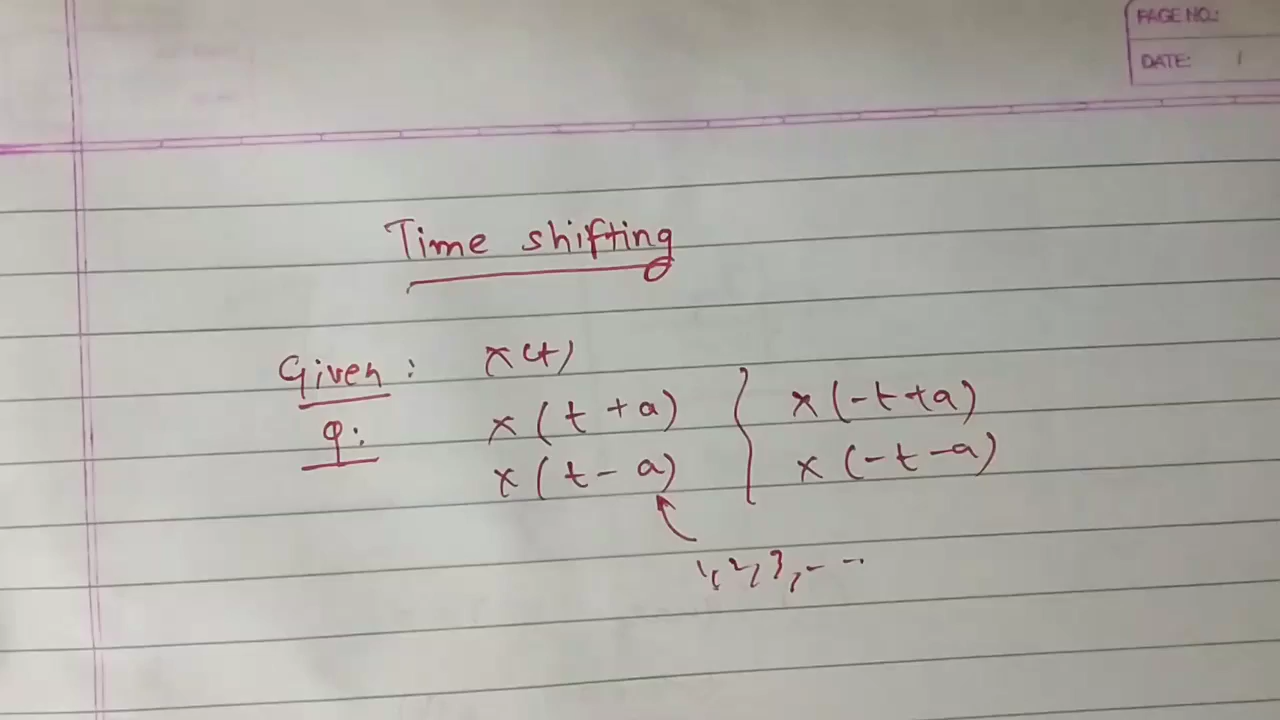 PAGE NO.:
DATE:
Time shifting
Given : x(t)
q: x(t+a) x(-t+a)
x(t-a) x(-t-a)
1,2,3,--